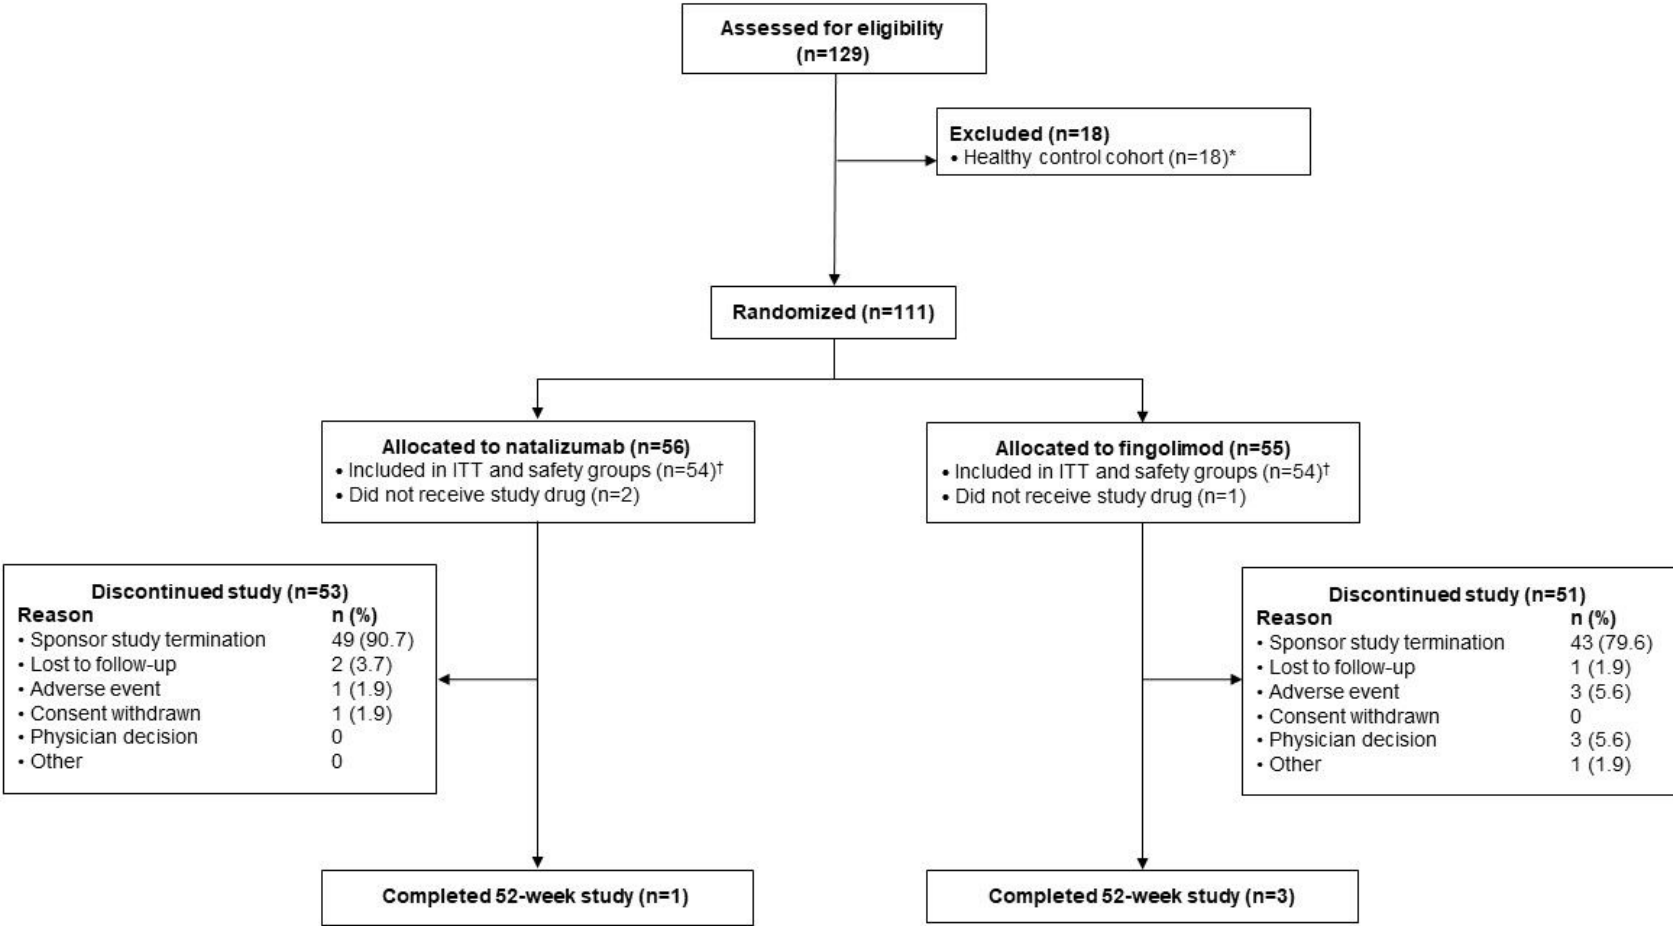 Assessed for eligibility
(n=129)
Excluded (n=18)
• Healthy control cohort (n=18)*
Randomized (n=111)
Allocated to natalizumab (n=56)
• Included in ITT and safety groups (n=54)†
• Did not receive study drug (n=2)
Allocated to fingolimod (n=55)
• Included in ITT and safety groups (n=54)†
• Did not receive study drug (n=1)
Discontinued study (n=53)
Reason n (%)
• Sponsor study termination 49 (90.7)
• Lost to follow-up 2 (3.7)
• Adverse event 1 (1.9)
• Consent withdrawn 1 (1.9)
• Physician decision 0
• Other 0
Discontinued study (n=51)
Reason n (%)
• Sponsor study termination 43 (79.6)
• Lost to follow-up 1 (1.9)
• Adverse event 3 (5.6)
• Consent withdrawn 0
• Physician decision 3 (5.6)
• Other 1 (1.9)
Completed 52-week study (n=1)
Completed 52-week study (n=3)